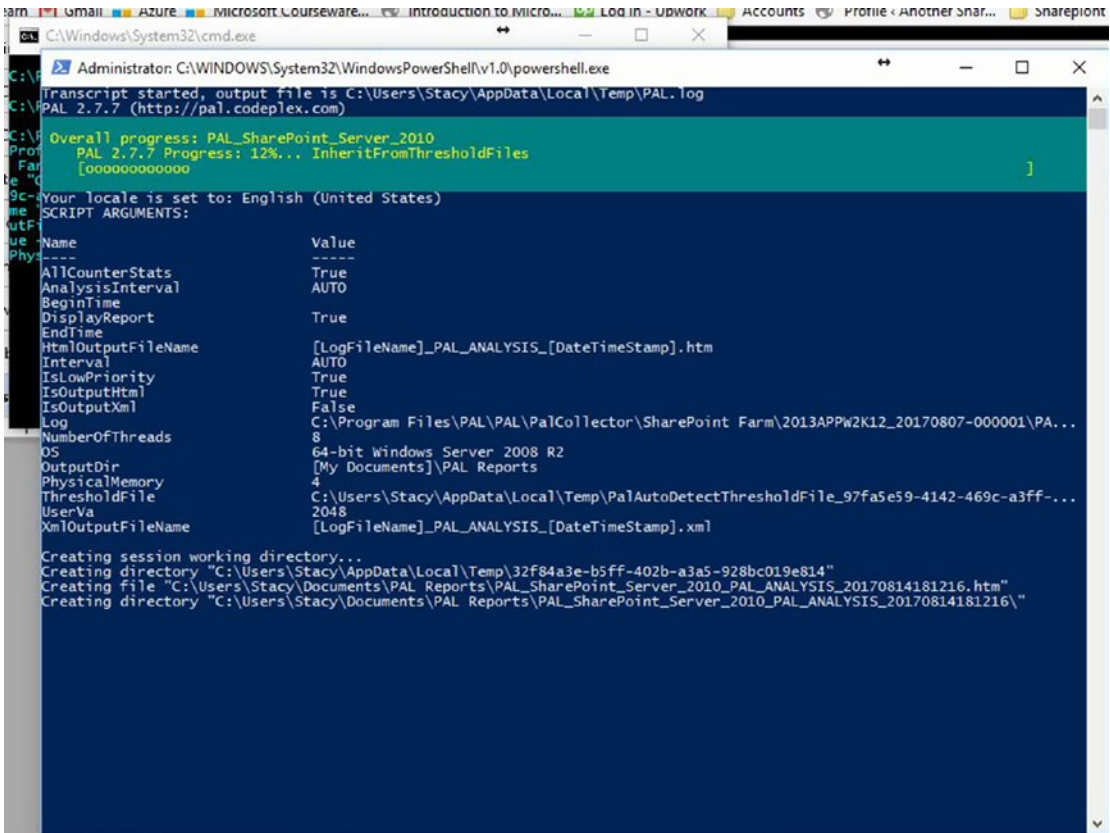 Gmail Azure Microsoft Courseware... Introduction to Micro... Log In - Upwork Accounts Profile ‹ Another Shar... Sharepiont
C:\Windows\System32\cmd.exe
Administrator: C:\WINDOWS\System32\WindowsPowerShell\v1.0\powershell.exe
Transcript started, output file is C:\Users\Stacy\AppData\Local\Temp\PAL.log
PAL 2.7.7 (http://pal.codeplex.com)
Overall progress: PAL_SharePoint_Server_2010
PAL 2.7.7 Progress: 12%... InheritFromThresholdFiles
[oooooooooooo ]
Your locale is set to: English (United States)
SCRIPT ARGUMENTS:
Name Value
---- -----
AllCounterStats True
AnalysisInterval AUTO
BeginTime
DisplayReport True
EndTime
HtmlOutputFileName [LogFileName]_PAL_ANALYSIS_[DateTimeStamp].htm
Interval AUTO
IsLowPriority True
IsOutputHtml True
IsOutputXml False
Log C:\Program Files\PAL\PAL\PalCollector\SharePoint Farm\2013APPW2K12_20170807-000001\PA...
NumberOfThreads 8
OS 64-bit Windows Server 2008 R2
OutputDir [My Documents]\PAL Reports
PhysicalMemory 4
ThresholdFile C:\Users\Stacy\AppData\Local\Temp\PalAutoDetectThresholdFile_97fa5e59-4142-469c-a3ff-...
UserVa 2048
XmlOutputFileName [LogFileName]_PAL_ANALYSIS_[DateTimeStamp].xml
Creating session working directory...
Creating directory "C:\Users\Stacy\AppData\Local\Temp\32f84a3e-b5ff-402b-a3a5-928bc019e814"
Creating file "C:\Users\Stacy\Documents\PAL Reports\PAL_SharePoint_Server_2010_PAL_ANALYSIS_20170814181216.htm"
Creating directory "C:\Users\Stacy\Documents\PAL Reports\PAL_SharePoint_Server_2010_PAL_ANALYSIS_20170814181216\"